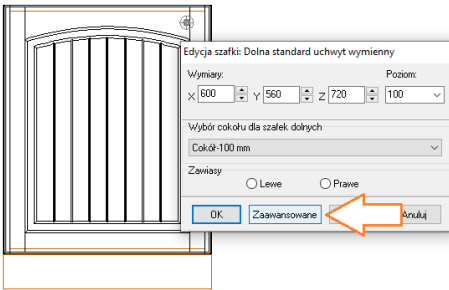 Edycja szafki: Dolna standard uchwyt wymienny
Wymiary: Poziom:
X 600 Y 560 Z 720 100
Wybór cokołu dla szafek dolnych
Cokół-100 mm
Zawiasy
Lewe Prawe
OK Zaawansowane Anuluj